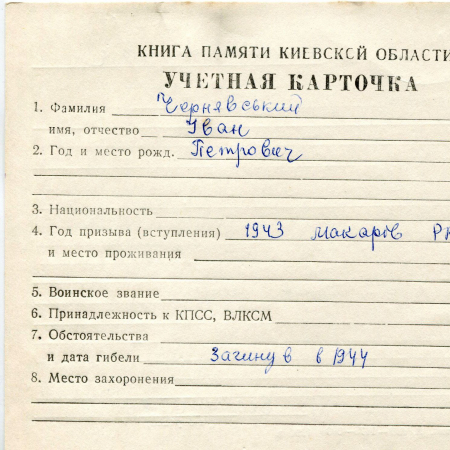 КНИГА ПАМЯТИ КИЕВСКОЙ ОБЛАСТИ
УЧЕТНАЯ КАРТОЧКА
1. Фамилия Чернявський
имя, отчество Іван
2. Год и место рожд. Петрович
3. Национальность
4. Год призыва (вступления) 1943 Макарів РК
и место проживания
5. Воинское звание
6. Принадлежность к КПСС, ВЛКСМ
7. Обстоятельства
и дата гибели Загинув в 1944
8. Место захоронения